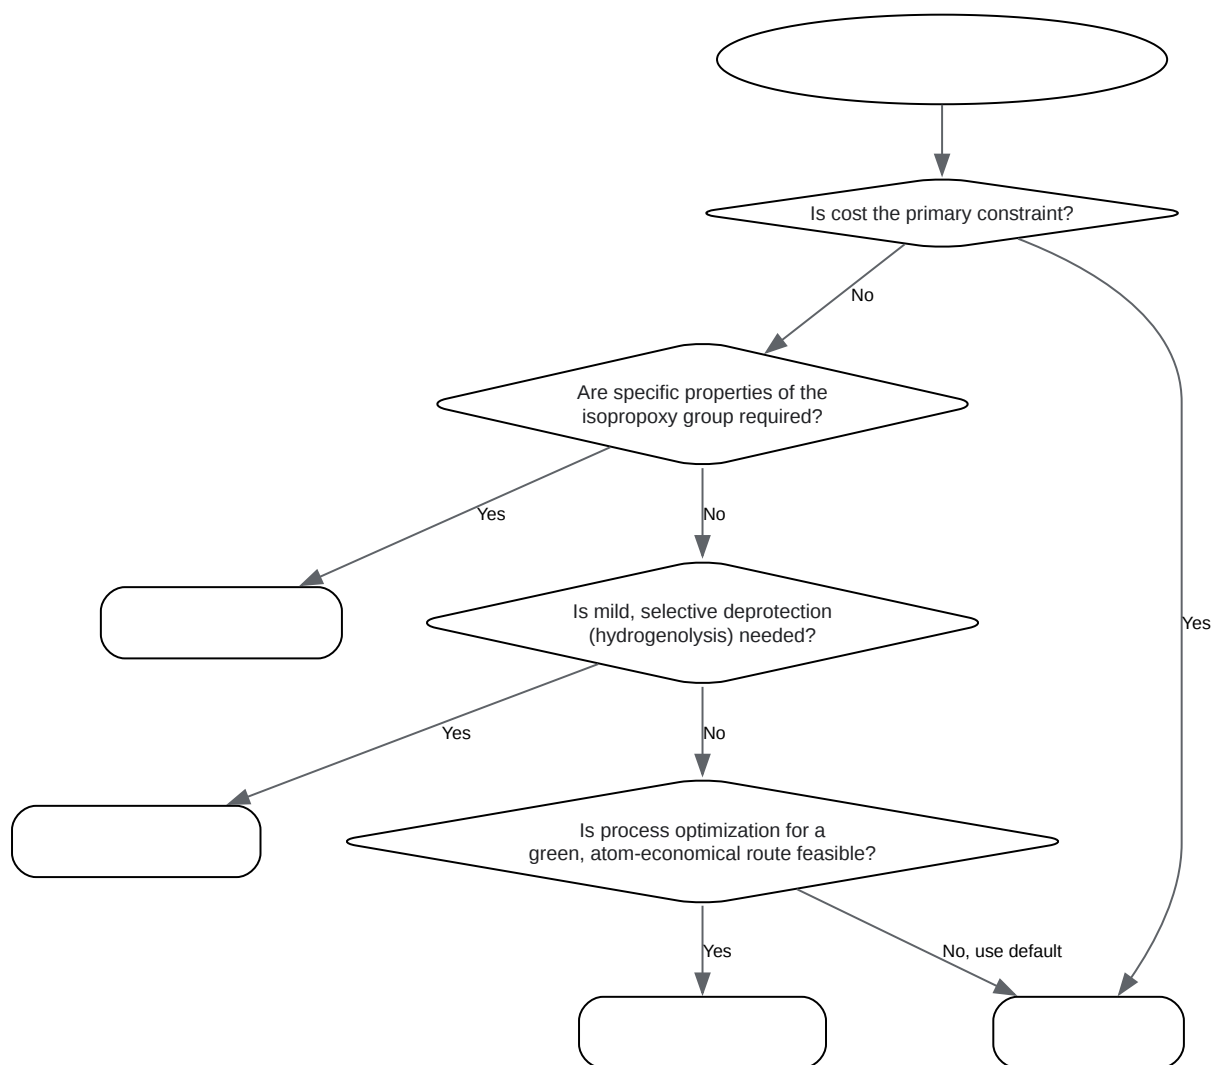 Is cost the primary constraint?
No
Are specific properties of the
isopropoxy group required?
Yes
No
Is mild, selective deprotection
(hydrogenolysis) needed?
Yes
Yes
No
Is process optimization for a
green, atom-economical route feasible?
Yes
No, use default